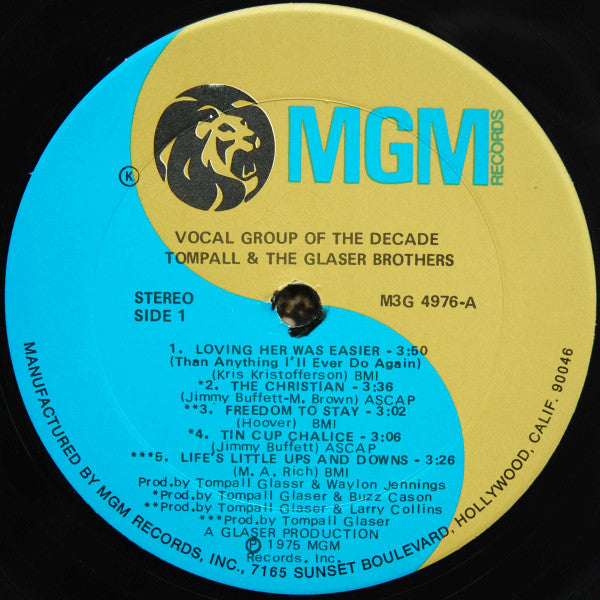 MGM
RECORDS
K
VOCAL GROUP OF THE DECADE
TOMPALL & THE GLASER BROTHERS
STEREO
SIDE 1
M3G 4976-A
1. LOVING HER WAS EASIER - 3:50
(Than Anything I'll Ever Do Again)
(Kris Kristofferson) BMI
*2. THE CHRISTIAN - 3:36
(Jimmy Buffett-M. Brown) ASCAP
**3. FREEDOM TO STAY - 3:02
(Hoover) BMI
*4. TIN CUP CHALICE - 3:06
(Jimmy Buffett) ASCAP
***5. LIFE'S LITTLE UPS AND DOWNS - 3:26
(M. A. Rich) BMI
Prod.by Tompall Glassr & Waylon Jennings
*Prod.by Tompall Glaser & Buzz Cason
**Prod.by Tompall Glaser & Larry Collins
***Prod.by Tompall Glaser
A GLASER PRODUCTION
Ⓟ 1975 MGM
Records, Inc.
MANUFACTURED BY MGM RECORDS, INC., 7165 SUNSET BOULEVARD, HOLLYWOOD, CALIF. 90046